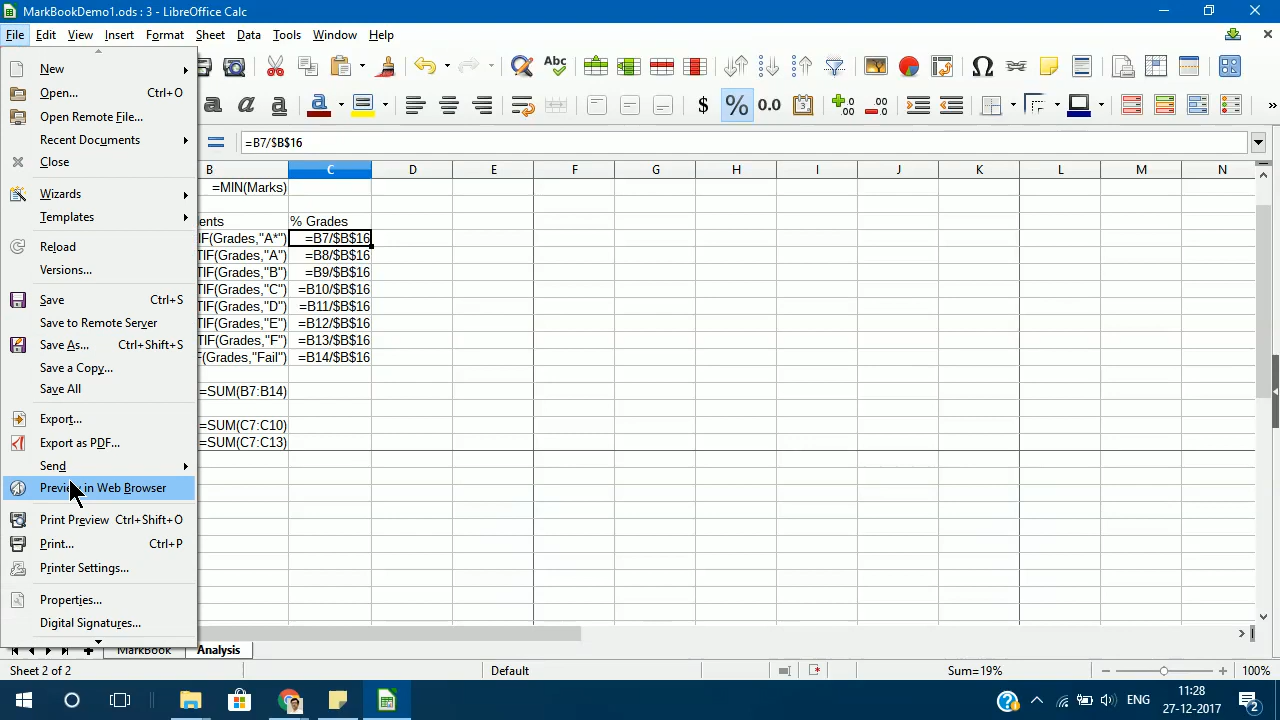 MarkBookDemo1.ods : 3 - LibreOffice Calc
File Edit View Insert Format Styles Sheet Data Tools Window Help
New
Open... Ctrl+O
Open Remote File...
Recent Documents
Close
Wizards
Templates
Reload
Versions...
Save Ctrl+S
Save to Remote Server
Save As... Ctrl+Shift+S
Save a Copy...
Save All
Export...
Export as PDF...
Send
Preview in Web Browser
Print Preview Ctrl+Shift+O
Print... Ctrl+P
Printer Settings...
Properties...
Digital Signatures...
=B7/$B$16
B C D E F G H I J K L M N
=MIN(Marks)
ents % Grades
IF(Grades,"A*") =B7/$B$16
TIF(Grades,"A") =B8/$B$16
TIF(Grades,"B") =B9/$B$16
TIF(Grades,"C") =B10/$B$16
TIF(Grades,"D") =B11/$B$16
TIF(Grades,"E") =B12/$B$16
TIF(Grades,"F") =B13/$B$16
F(Grades,"Fail") =B14/$B$16
=SUM(B7:B14)
=SUM(C7:C10)
=SUM(C7:C13)
MarkBook Analysis
Sheet 2 of 2 Default Sum=19% 100%
ENG 11:28
27-12-2017 2